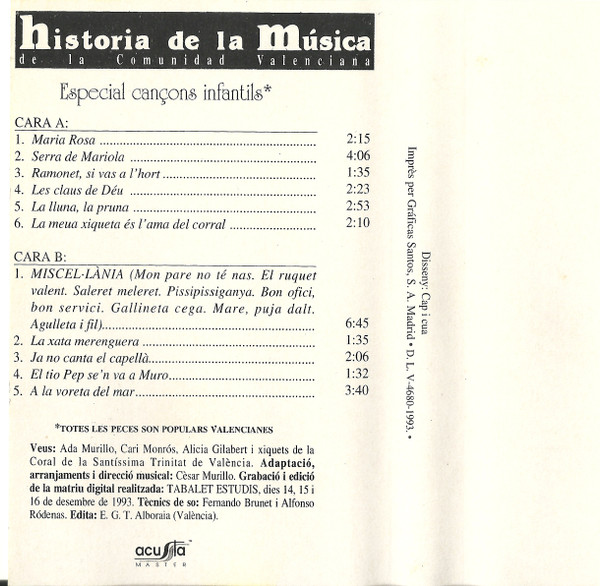 historia de la Música
de la Comunidad Valenciana
Especial cançons infantils*
CARA A:
1. Maria Rosa ........ 2:15
2. Serra de Mariola ........ 4:06
3. Ramonet, si vas a l'hort ........ 1:35
4. Les claus de Déu ........ 2:23
5. La lluna, la pruna ........ 2:53
6. La meua xiqueta és l'ama del corral ........ 2:10
CARA B:
1. MISCEL·LÀNIA (Mon pare no té nas. El ruquet
valent. Saleret meleret. Pissipissiganya. Bon ofici,
bon servici. Gallineta cega. Mare, puja dalt.
Agulleta i fil)........ 6:45
2. La xata merenguera ........ 1:35
3. Ja no canta el capellà........ 2:06
4. El tio Pep se'n va a Muro........ 1:32
5. A la voreta del mar........ 3:40
*TOTES LES PECES SON POPULARS VALENCIANES
Veus: Ada Murillo, Cari Monrós, Alicia Gilabert i xiquets de la
Coral de la Santíssima Trinitat de València. Adaptació,
arranjaments i direcció musical: Cèsar Murillo. Grabació i edició
de la matriu digital realitzada: TABALET ESTUDIS, dies 14, 15 i
16 de desembre de 1993. Tècnics de so: Fernando Brunet i Alfonso
Ródenas. Edita: E. G. T. Alboraia (València).
acusta™
MASTER
Disseny: Cap i cua
Imprès per Gráficas Santos, S. A. Madrid • D. L. V-4680-1993. •